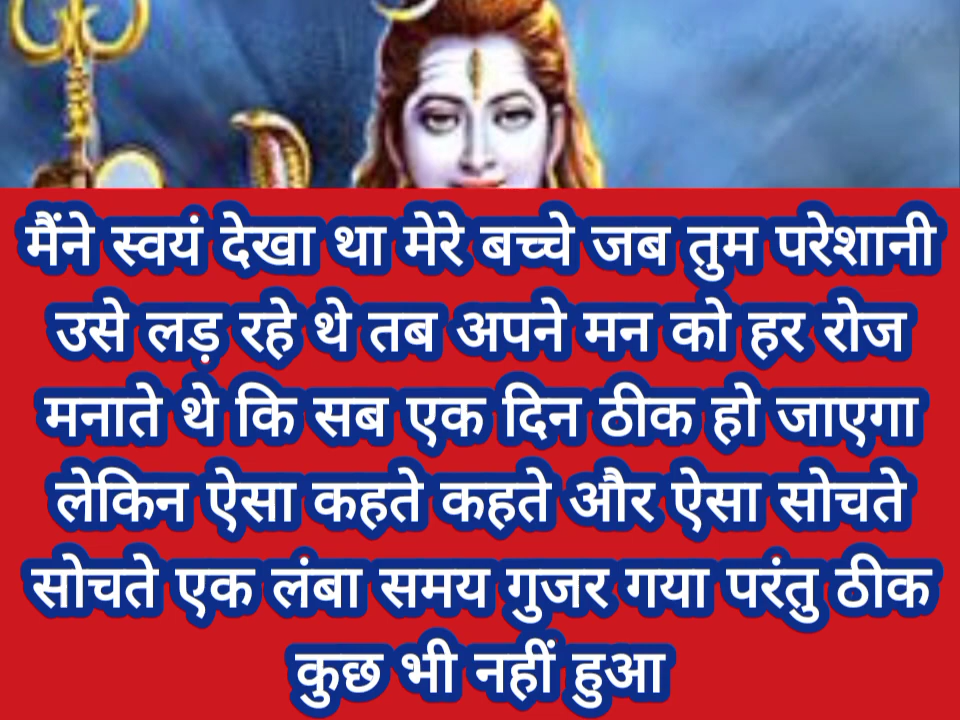 मैंने स्वयं देखा था मेरे बच्चे जब तुम परेशानी
उसे लड़ रहे थे तब अपने मन को हर रोज
मनाते थे कि सब एक दिन ठीक हो जाएगा
लेकिन ऐसा कहते कहते और ऐसा सोचते
सोचते एक लंबा समय गुजर गया परंतु ठीक
कुछ भी नहीं हुआ